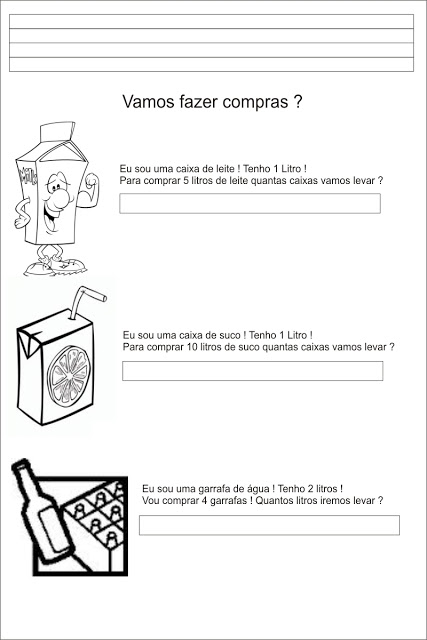 Vamos fazer compras ?
Milk
Eu sou uma caixa de leite ! Tenho 1 Litro !
Para comprar 5 litros de leite quantas caixas vamos levar ?
Eu sou uma caixa de suco ! Tenho 1 Litro !
Para comprar 10 litros de suco quantas caixas vamos levar ?
Eu sou uma garrafa de água ! Tenho 2 litros !
Vou comprar 4 garrafas ! Quantos litros iremos levar ?